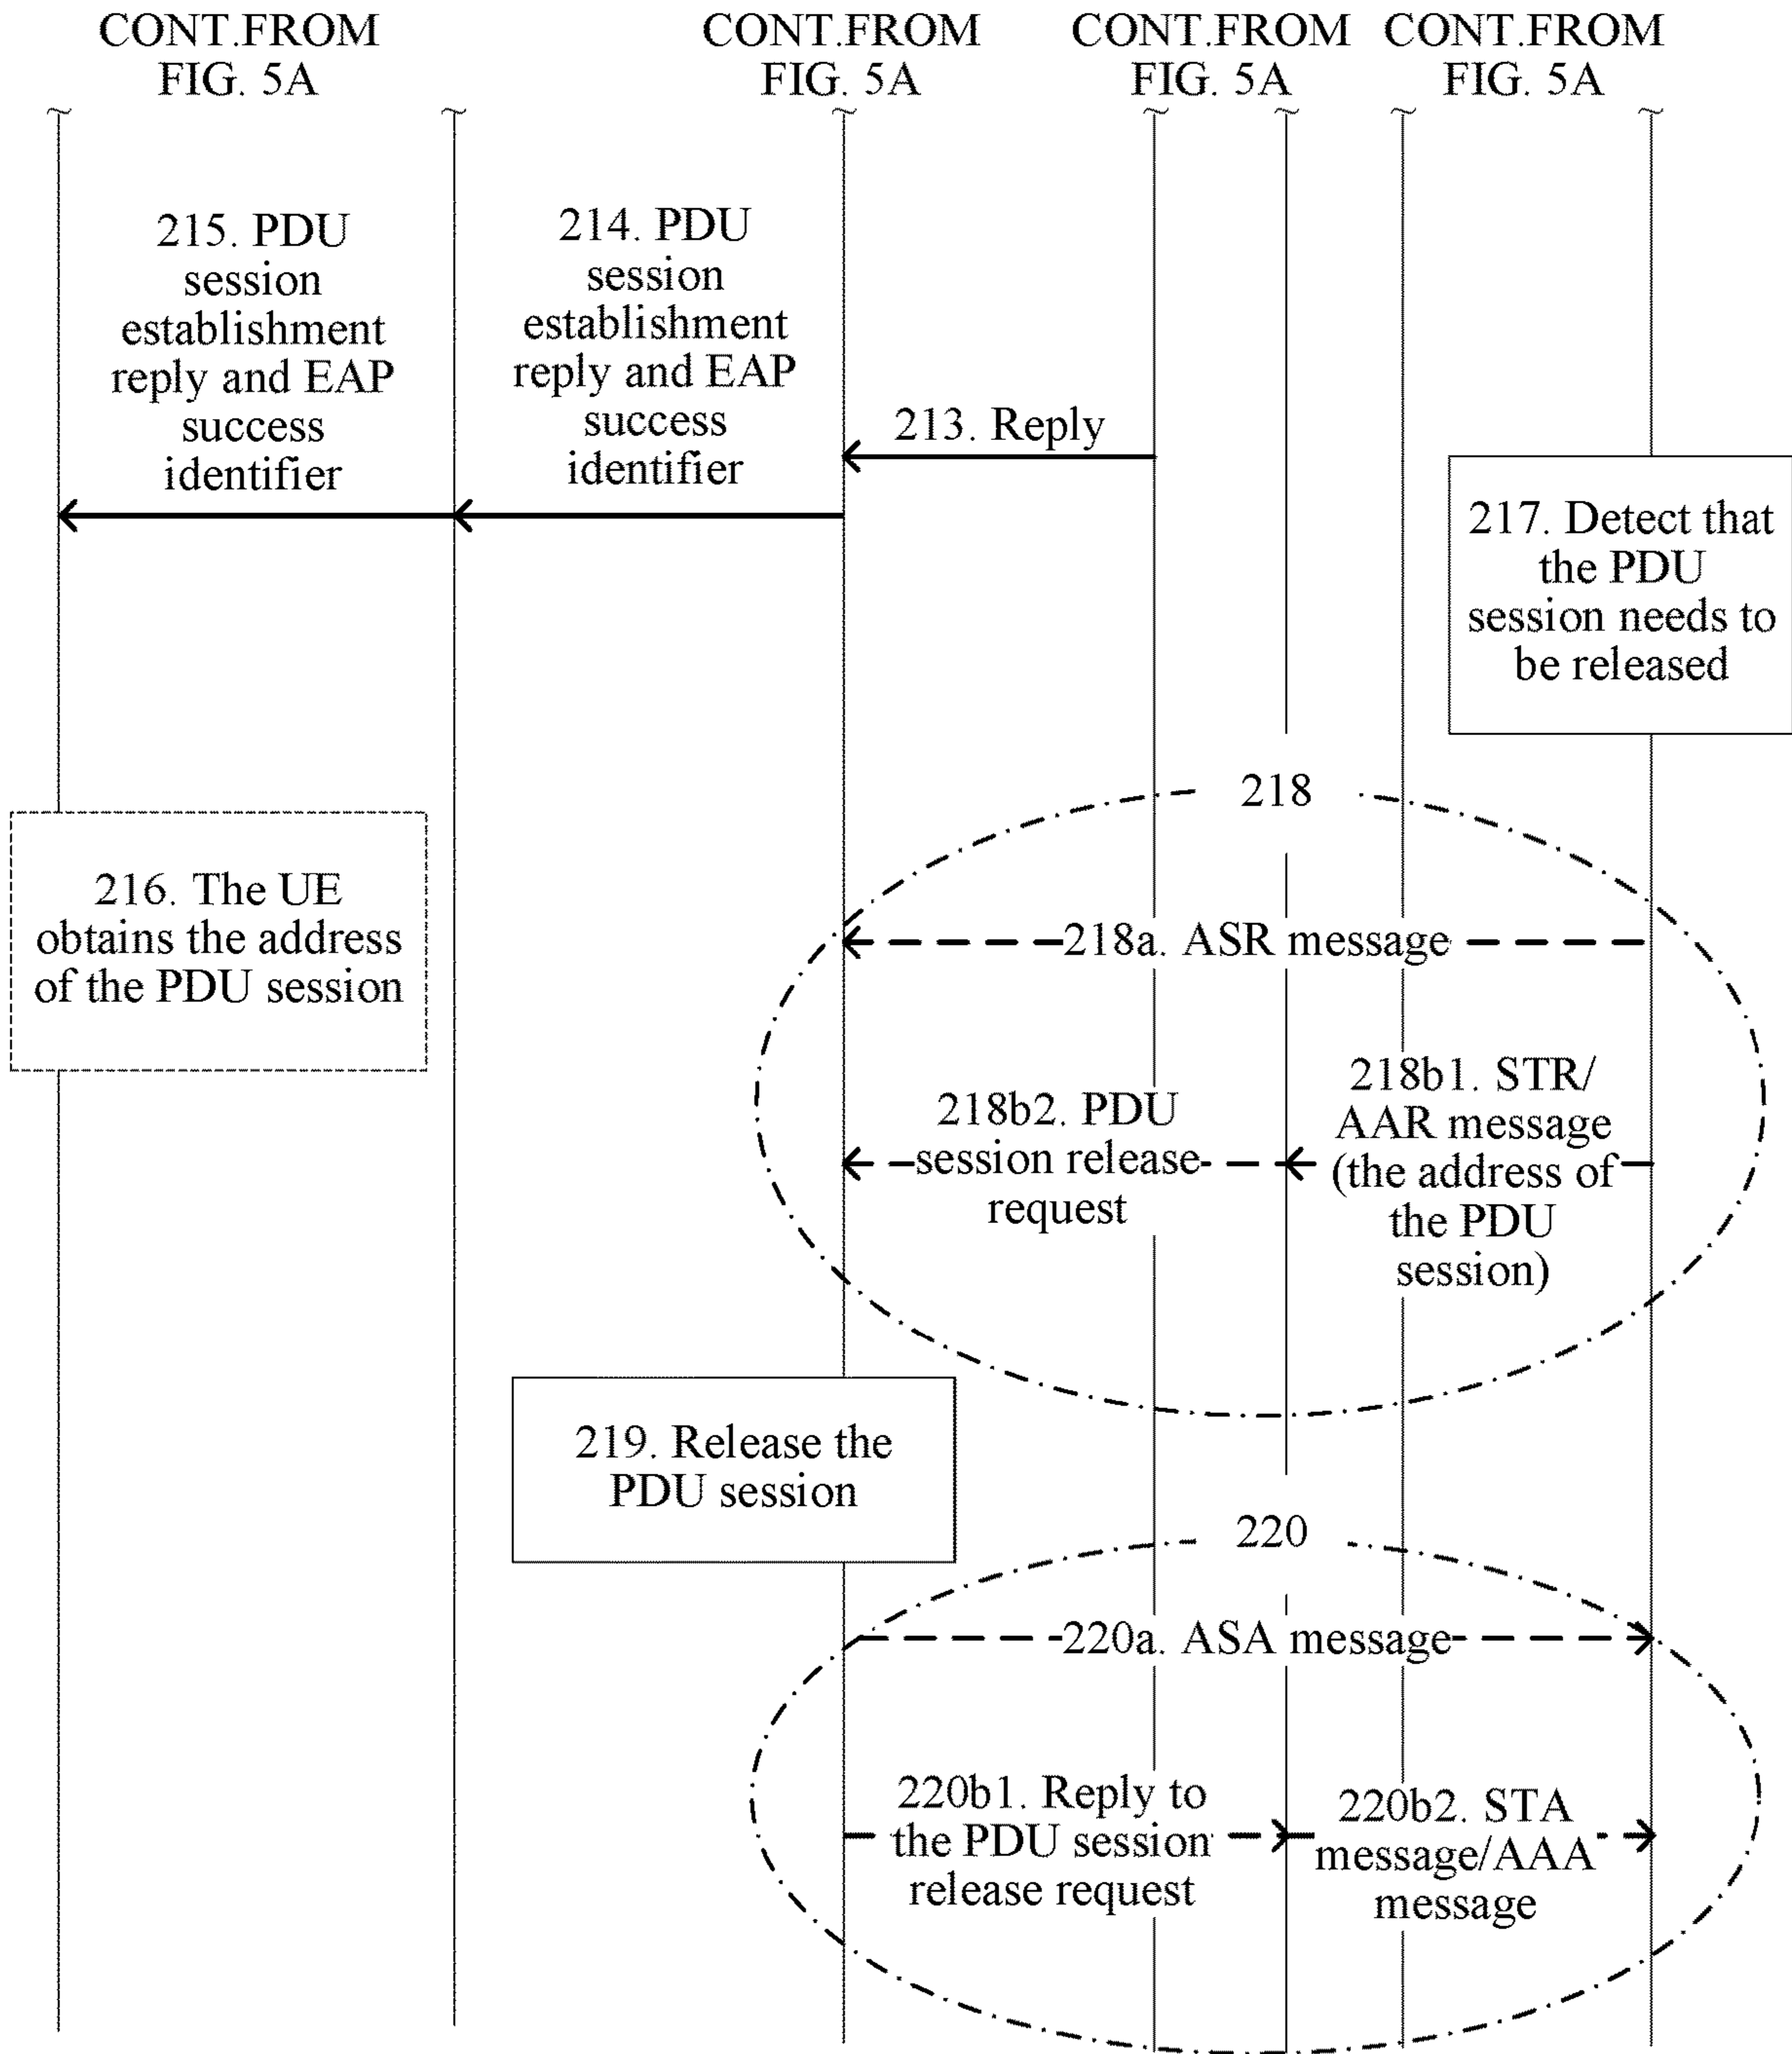 CONT.FROM
FIG. 5A
CONT.FROM
FIG. 5A
CONT.FROM
FIG. 5A
CONT.FROM
FIG. 5A
215. PDU
session
establishment
reply and EAP
success
identifier
214. PDU
session
establishment
reply and EAP
success
identifier
213. Reply
217. Detect that
the PDU
session needs to
be released
218
216. The UE
obtains the address
of the PDU session
218a. ASR message
218b2. PDU
session release
request
218b1. STR/
AAR message
(the address of
the PDU
session)
219. Release the
PDU session
220
220a. ASA message
220b1. Reply to
the PDU session
release request
220b2. STA
message/AAA
message